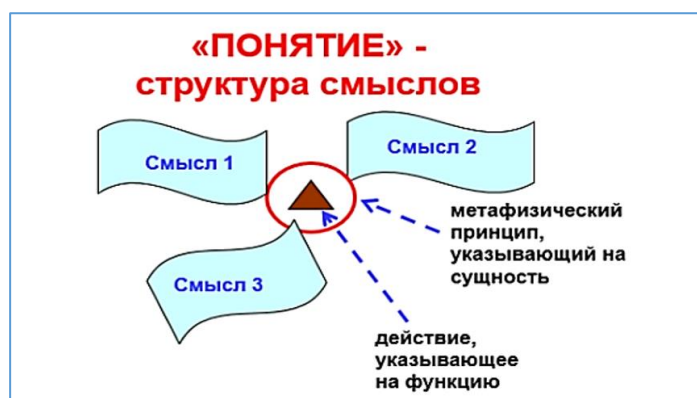 «ПОНЯТИЕ» -
структура смыслов
Смысл 1
Смысл 2
Смысл 3
метафизический
принцип,
указывающий на
сущность
действие,
указывающее
на функцию